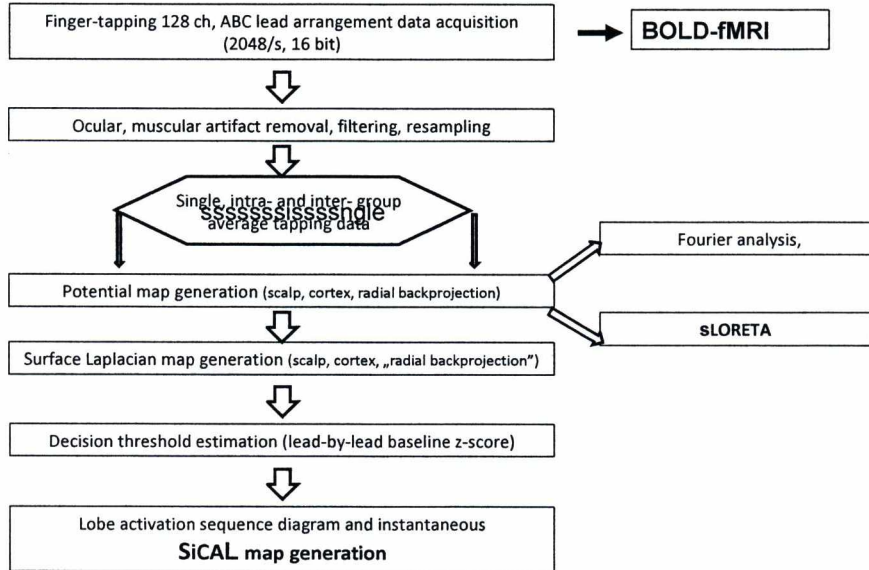 Finger-tapping 128 ch, ABC lead arrangement data acquisition
(2048/s, 16 bit)
BOLD-fMRI
Ocular, muscular artifact removal, filtering, resampling
Single, intra- and inter- group
sssssssissssngle
average tapping data
Fourier analysis,
Potential map generation (scalp, cortex, radial backprojection)
sLORETA
Surface Laplacian map generation (scalp, cortex, „radial backprojection”)
Decision threshold estimation (lead-by-lead baseline z-score)
Lobe activation sequence diagram and instantaneous
SiCAL map generation